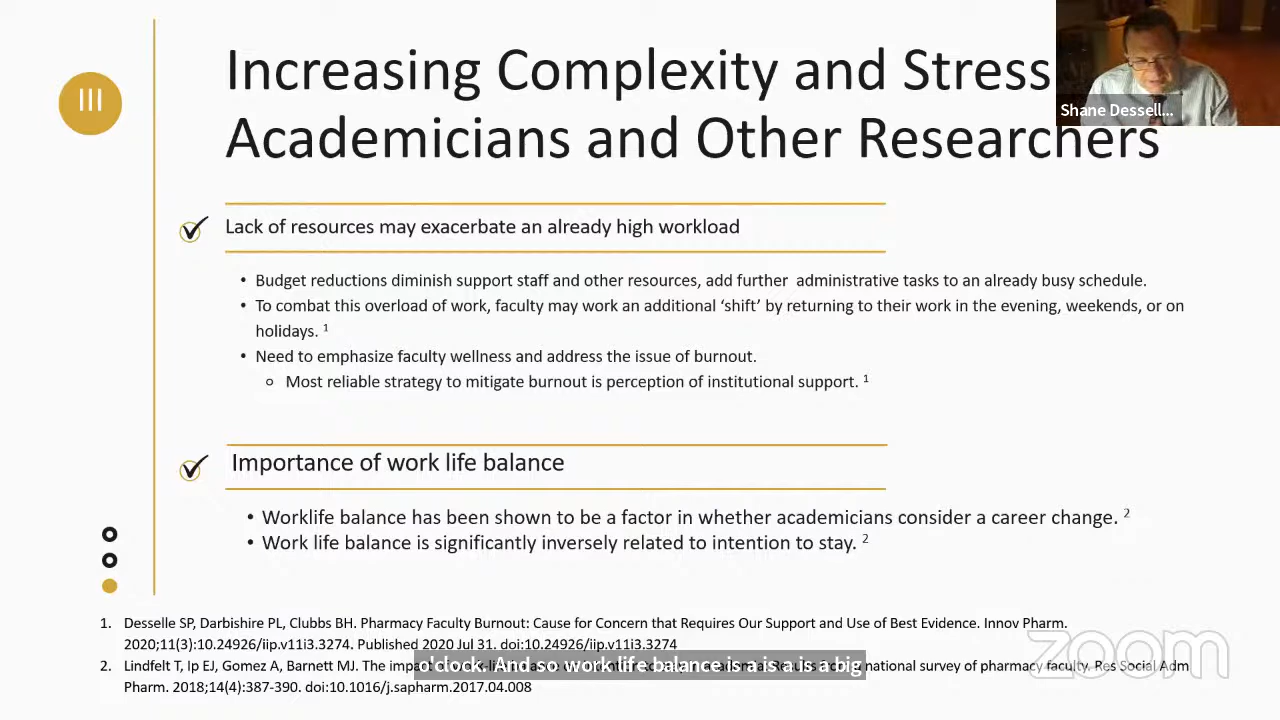 III
Increasing Complexity and Stress
Academicians and Other Researchers
Shane Dessell...
Lack of resources may exacerbate an already high workload
• Budget reductions diminish support staff and other resources, add further administrative tasks to an already busy schedule.
• To combat this overload of work, faculty may work an additional ‘shift’ by returning to their work in the evening, weekends, or on
holidays. 1
• Need to emphasize faculty wellness and address the issue of burnout.
o Most reliable strategy to mitigate burnout is perception of institutional support. 1
Importance of work life balance
• Worklife balance has been shown to be a factor in whether academicians consider a career change. 2
• Work life balance is significantly inversely related to intention to stay. 2
1. Desselle SP, Darbishire PL, Clubbs BH. Pharmacy Faculty Burnout: Cause for Concern that Requires Our Support and Use of Best Evidence. Innov Pharm.
2020;11(3):10.24926/iip.v11i3.3274. Published 2020 Jul 31. doi:10.24926/iip.v11i3.3274
2. Lindfelt T, Ip EJ, Gomez A, Barnett MJ. The national survey of pharmacy faculty. Res Social Adm
Pharm. 2018;14(4):387-390. doi:10.1016/j.sapharm.2017.04.008
o'clock. And so work life balance is a is a is a big
zoom